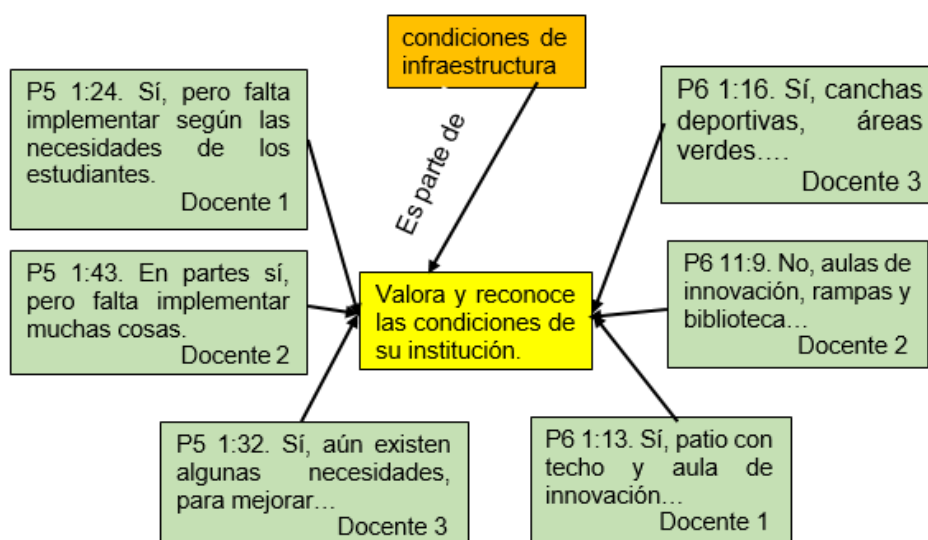 condiciones de
infraestructura
Es parte de
P5 1:24. Sí, pero falta
implementar según las
necesidades de los
estudiantes.
Docente 1
P6 1:16. Sí, canchas
deportivas, áreas
verdes....
Docente 3
P5 1:43. En partes sí,
pero falta implementar
muchas cosas.
Docente 2
Valora y reconoce
las condiciones de
su institución.
P6 11:9. No, aulas de
innovación, rampas y
biblioteca…
Docente 2
P5 1:32. Sí, aún existen
algunas necesidades,
para mejorar…
Docente 3
P6 1:13. Sí, patio con
techo y aula de
innovación…
Docente 1